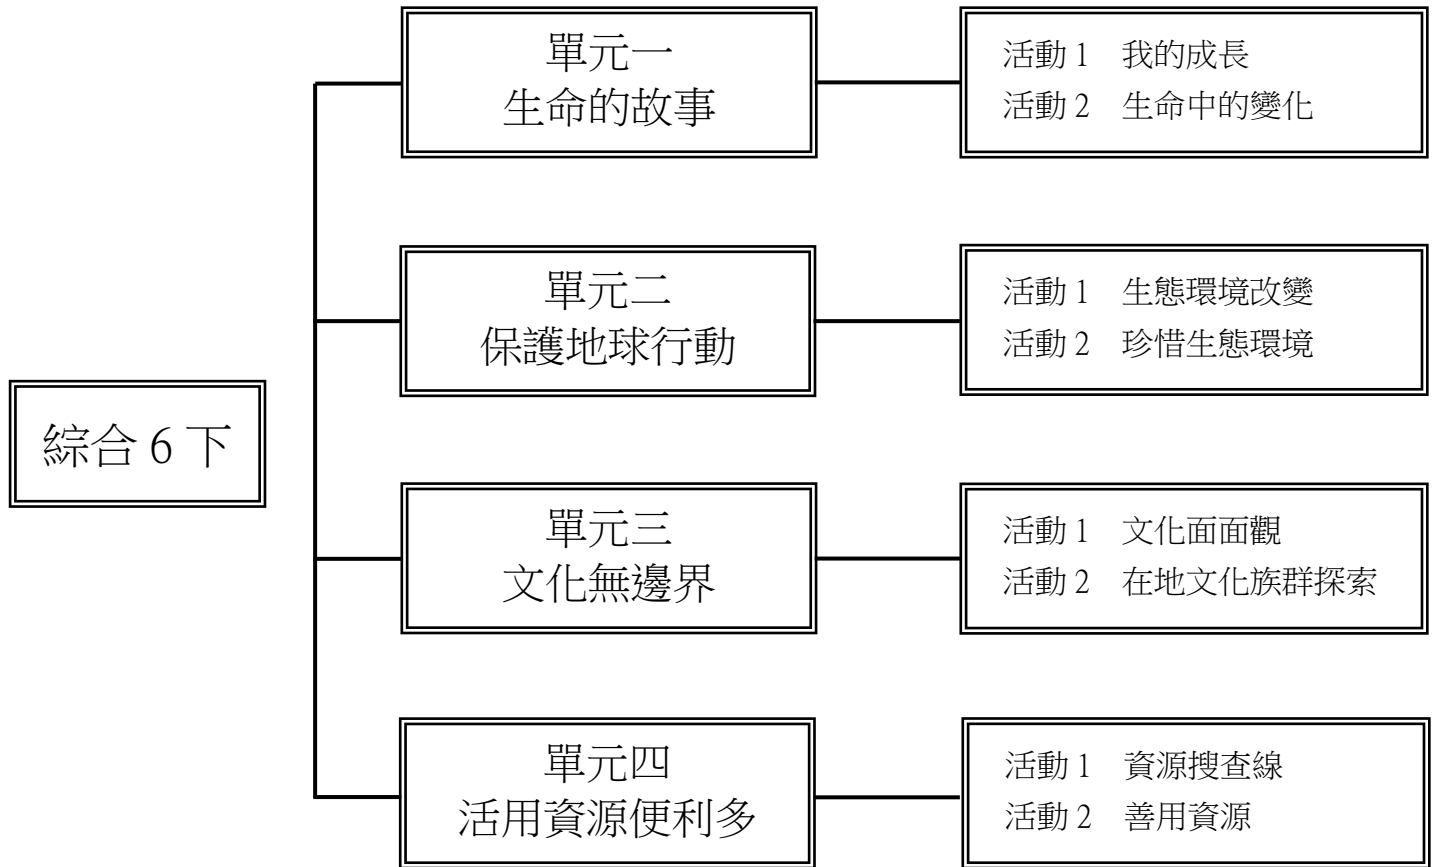 綜合 6 下
單元一
生命的故事
活動 1　我的成長
活動 2　生命中的變化
單元二
保護地球行動
活動 1　生態環境改變
活動 2　珍惜生態環境
單元三
文化無邊界
活動 1　文化面面觀
活動 2　在地文化族群探索
單元四
活用資源便利多
活動 1　資源搜查線
活動 2　善用資源